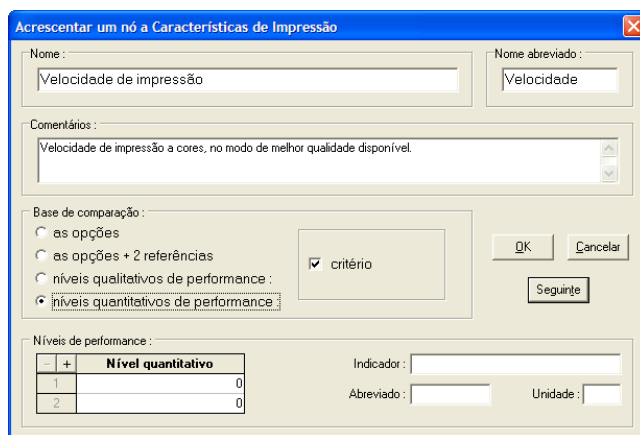 Acrescentar um nó a Características de Impressão
Nome :
Velocidade de impressão
Nome abreviado :
Velocidade
Comentários :
Velocidade de impressão a cores, no modo de melhor qualidade disponível.
Base de comparação :
as opções
as opções + 2 referências
níveis qualitativos de performance :
níveis quantitativos de performance :
critério
OK
Cancelar
Seguinte
Níveis de performance :
- + Nível quantitativo
1 0
2 0
Indicador :
Abreviado :
Unidade :